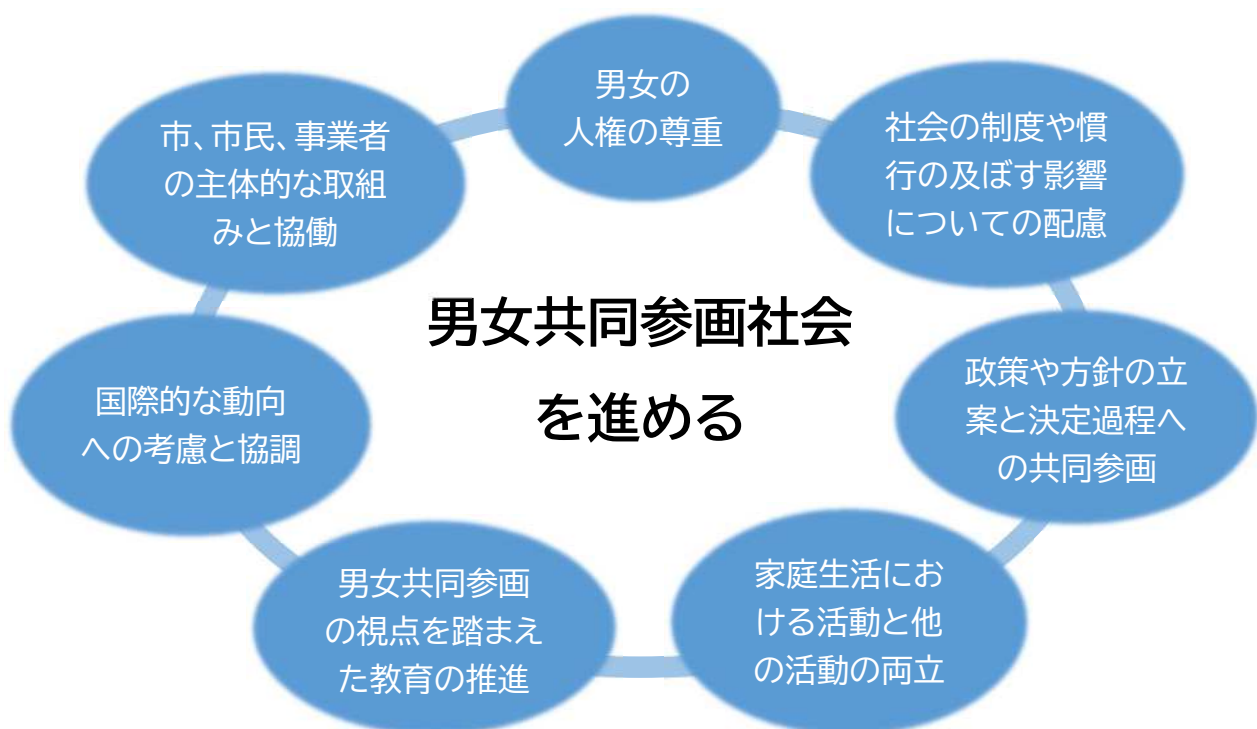 男女の
人権の尊重
社会の制度や慣
行の及ぼす影響
についての配慮
政策や方針の立
案と決定過程へ
の共同参画
家庭生活にお
ける活動と他
の活動の両立
男女共同参画
の視点を踏まえ
た教育の推進
国際的な動向
への考慮と協調
市、市民、事業者
の主体的な取組
みと協働
男女共同参画社会
を進める